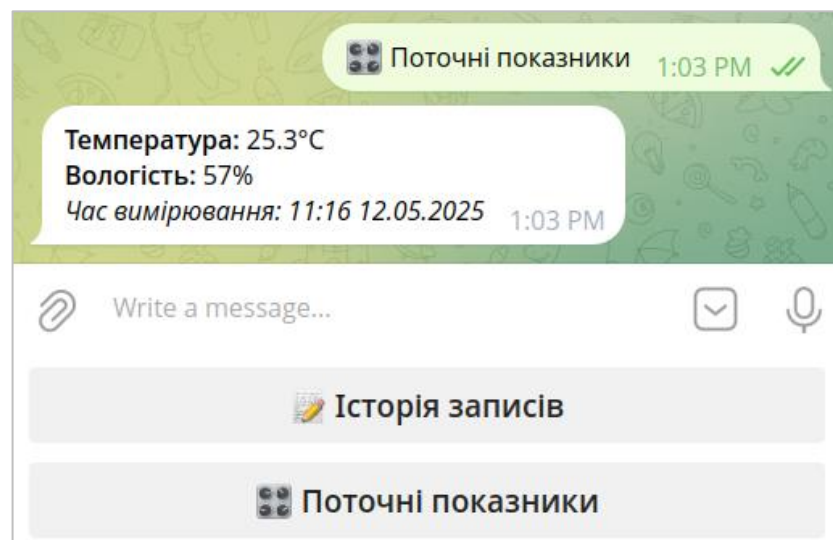 🎛 Поточні показники 1:03 PM
Температура: 25.3°C
Вологість: 57%
Час вимірювання: 11:16 12.05.2025 1:03 PM
Write a message...
📝 Історія записів
🎛 Поточні показники